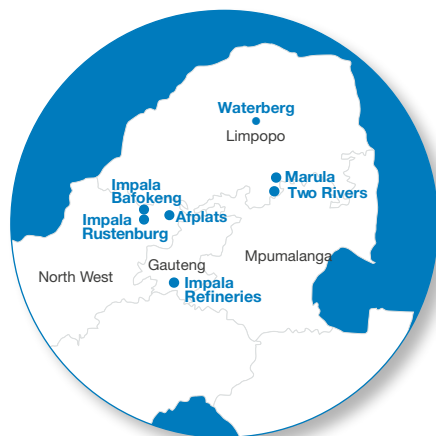 Waterberg
Limpopo
Marula
Two Rivers
Impala
Bafokeng
Impala
Rustenburg
Afplats
Mpumalanga
Gauteng
North West
Impala
Refineries